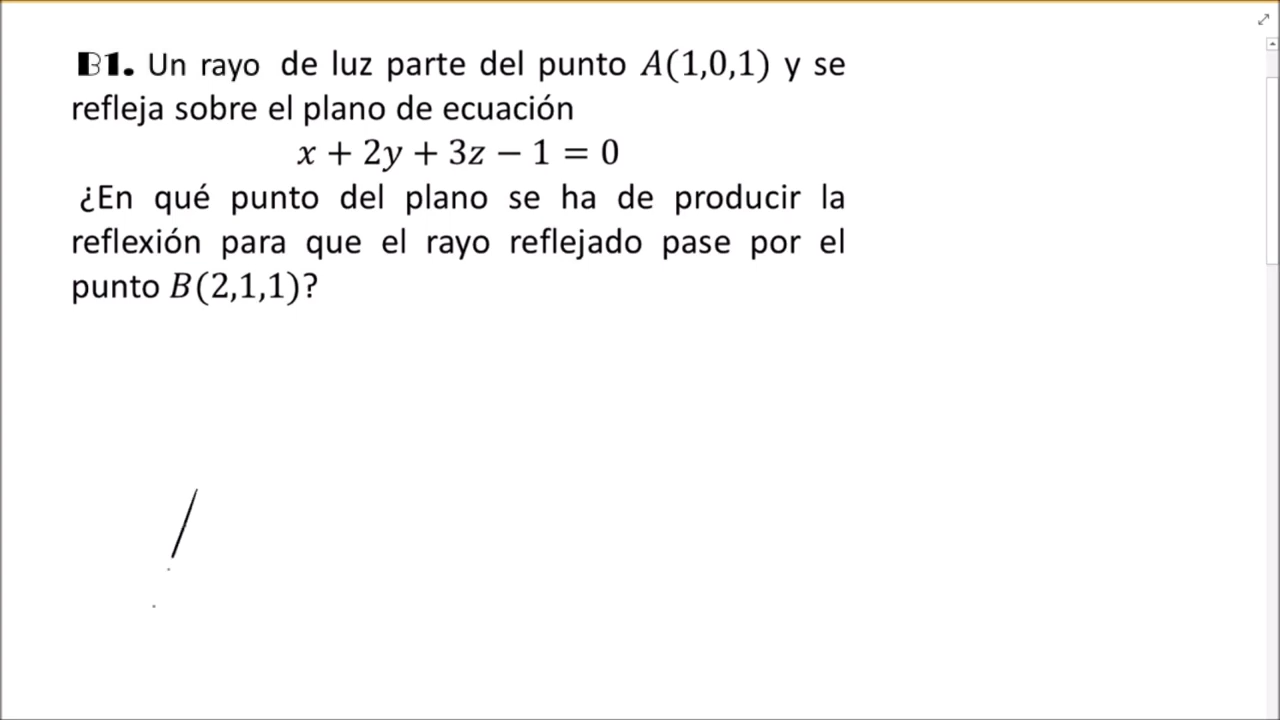 B1. Un rayo de luz parte del punto A(1,0,1) y se
refleja sobre el plano de ecuación
x + 2y + 3z − 1 = 0
¿En qué punto del plano se ha de producir la
reflexión para que el rayo reflejado pase por el
punto B(2,1,1)?